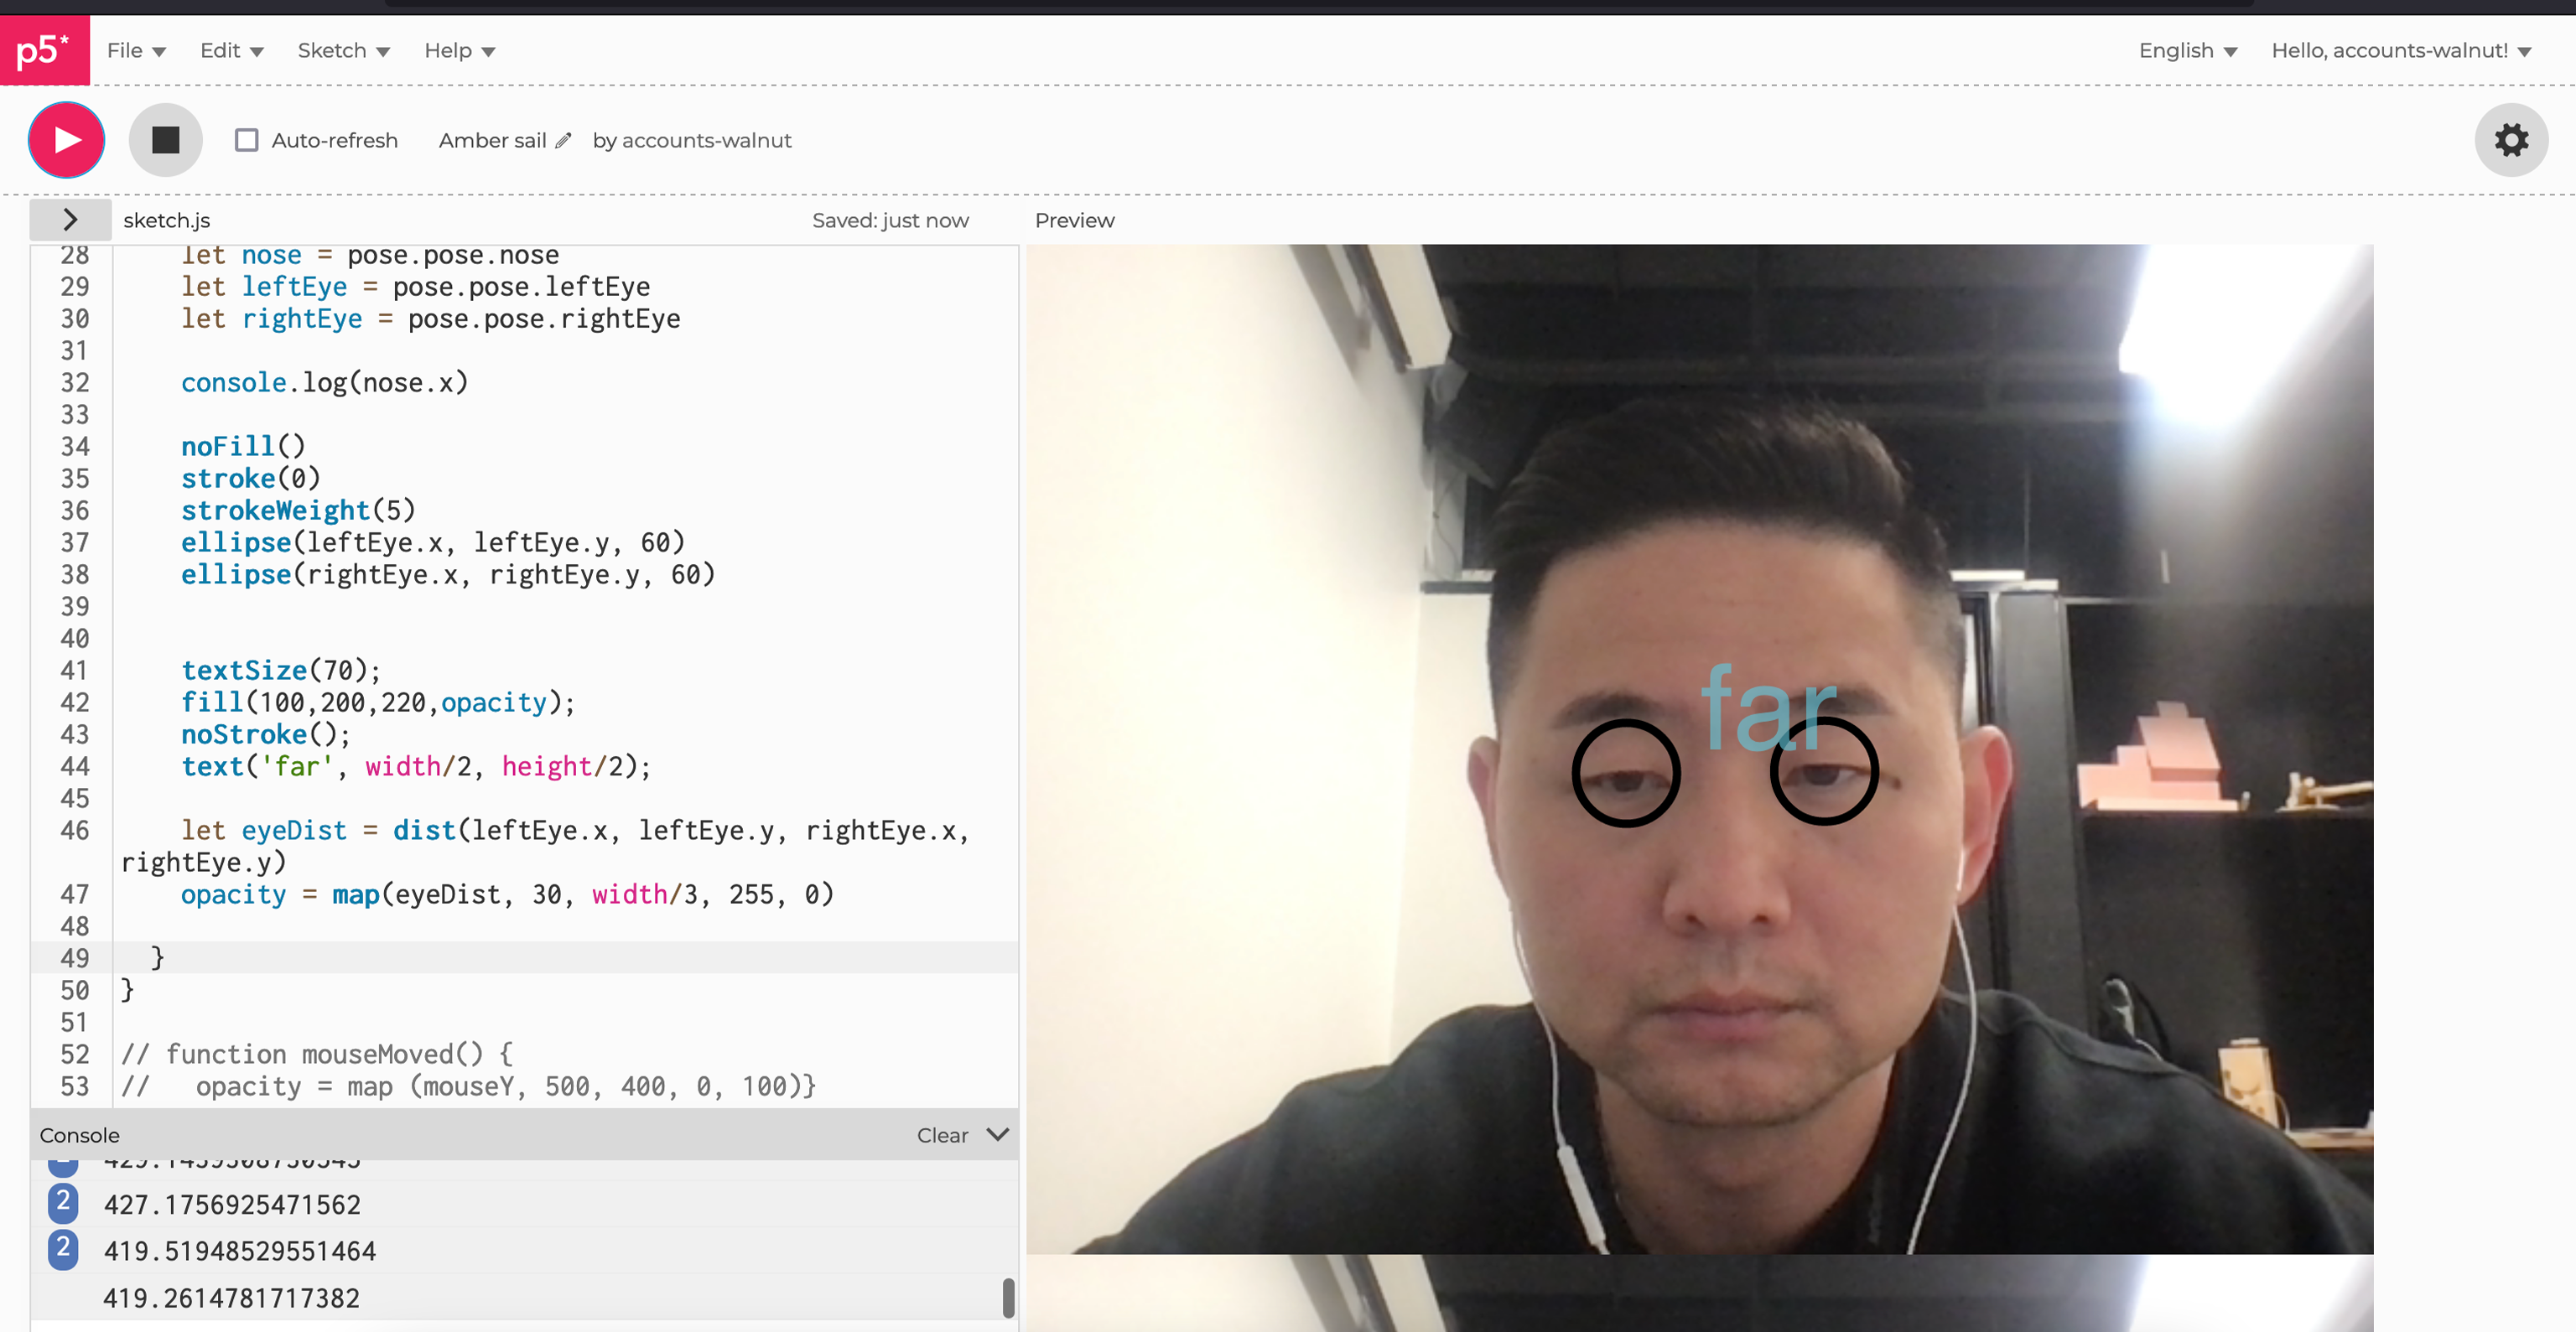 p5*
File
Edit
Sketch
Help
English
Hello, accounts-walnut!
Auto-refresh
Amber sail
by accounts-walnut
sketch.js
Saved: just now
Preview
28 let nose = pose.pose.nose
29 let leftEye = pose.pose.leftEye
30 let rightEye = pose.pose.rightEye
31
32 console.log(nose.x)
33
34 noFill()
35 stroke(0)
36 strokeWeight(5)
37 ellipse(leftEye.x, leftEye.y, 60)
38 ellipse(rightEye.x, rightEye.y, 60)
39
40
41 textSize(70);
42 fill(100,200,220,opacity);
43 noStroke();
44 text('far', width/2, height/2);
45
46 let eyeDist = dist(leftEye.x, leftEye.y, rightEye.x,
rightEye.y)
47 opacity = map(eyeDist, 30, width/3, 255, 0)
48
49 }
50 }
51
52 // function mouseMoved() {
53 //   opacity = map (mouseY, 500, 400, 0, 100)}
Console
Clear
2 427.1756925471562
2 419.51948529551464
419.2614781717382
far